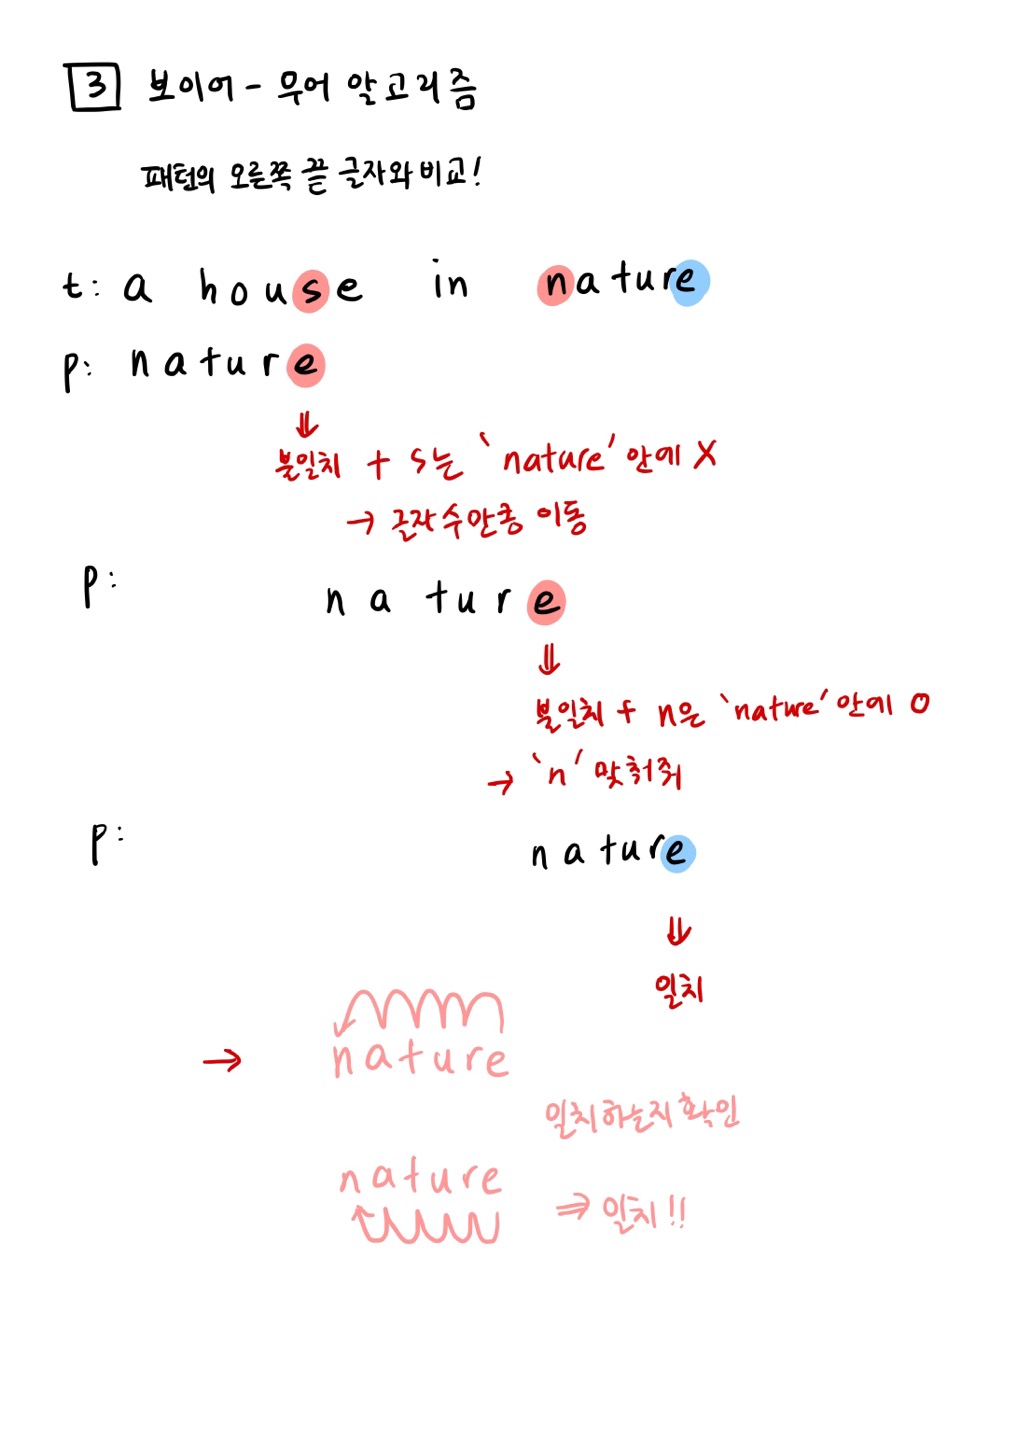 3 보이어 - 무어 알고리즘
패턴의 오른쪽 끝 글자와 비교!
t: a house in nature
p: nature
⇓
불일치 + s는 'nature' 안에 X
→ 글자 수 만큼 이동
p: nature
⇓
불일치 + n은 'nature' 안에 O
→ 'n' 맞춰줘
p: nature
⇓
일치
→ nature
일치하는지 확인
nature
⇒ 일치!!